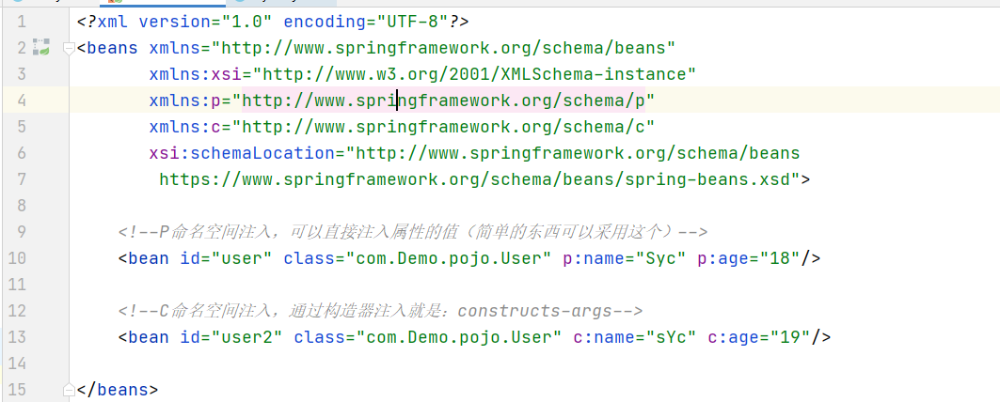 1 <?xml version="1.0" encoding="UTF-8"?>
2 <beans xmlns="http://www.springframework.org/schema/beans"
3 xmlns:xsi="http://www.w3.org/2001/XMLSchema-instance"
4 xmlns:p="http://www.springframework.org/schema/p"
5 xmlns:c="http://www.springframework.org/schema/c"
6 xsi:schemaLocation="http://www.springframework.org/schema/beans
7 https://www.springframework.org/schema/beans/spring-beans.xsd">
8
9 <!--P命名空间注入，可以直接注入属性的值（简单的东西可以采用这个）-->
10 <bean id="user" class="com.Demo.pojo.User" p:name="Syc" p:age="18"/>
11
12 <!--C命名空间注入，通过构造器注入就是：constructs-args-->
13 <bean id="user2" class="com.Demo.pojo.User" c:name="sYc" c:age="19"/>
14
15 </beans>